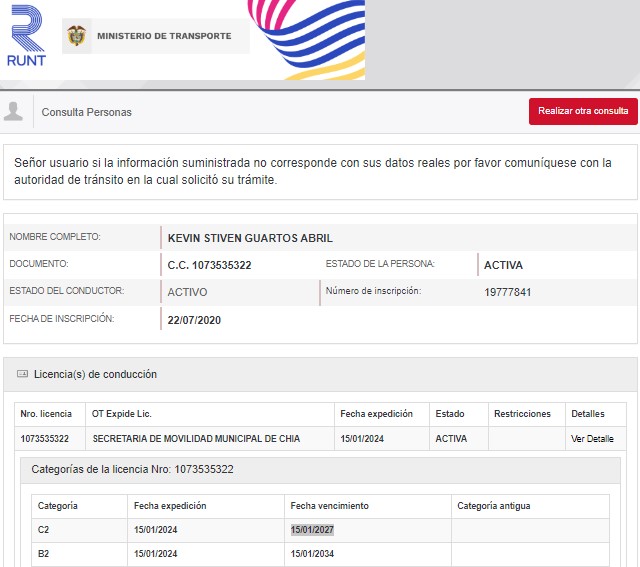 RUNT
MINISTERIO DE TRANSPORTE
Consulta Personas
Realizar otra consulta
Señor usuario si la información suministrada no corresponde con sus datos reales por favor comuníquese con la
autoridad de tránsito en la cual solicitó su trámite.
NOMBRE COMPLETO: KEVIN STIVEN GUARTOS ABRIL
DOCUMENTO: C.C. 1073535322 ESTADO DE LA PERSONA: ACTIVA
ESTADO DEL CONDUCTOR: ACTIVO Número de inscripción: 19777841
FECHA DE INSCRIPCIÓN: 22/07/2020
Licencia(s) de conducción
Nro. licencia OT Expide Lic. Fecha expedición Estado Restricciones Detalles
1073535322 SECRETARIA DE MOVILIDAD MUNICIPAL DE CHIA 15/01/2024 ACTIVA Ver Detalle
Categorías de la licencia Nro: 1073535322
Categoría Fecha expedición Fecha vencimiento Categoría antigua
C2 15/01/2024 15/01/2027
B2 15/01/2024 15/01/2034